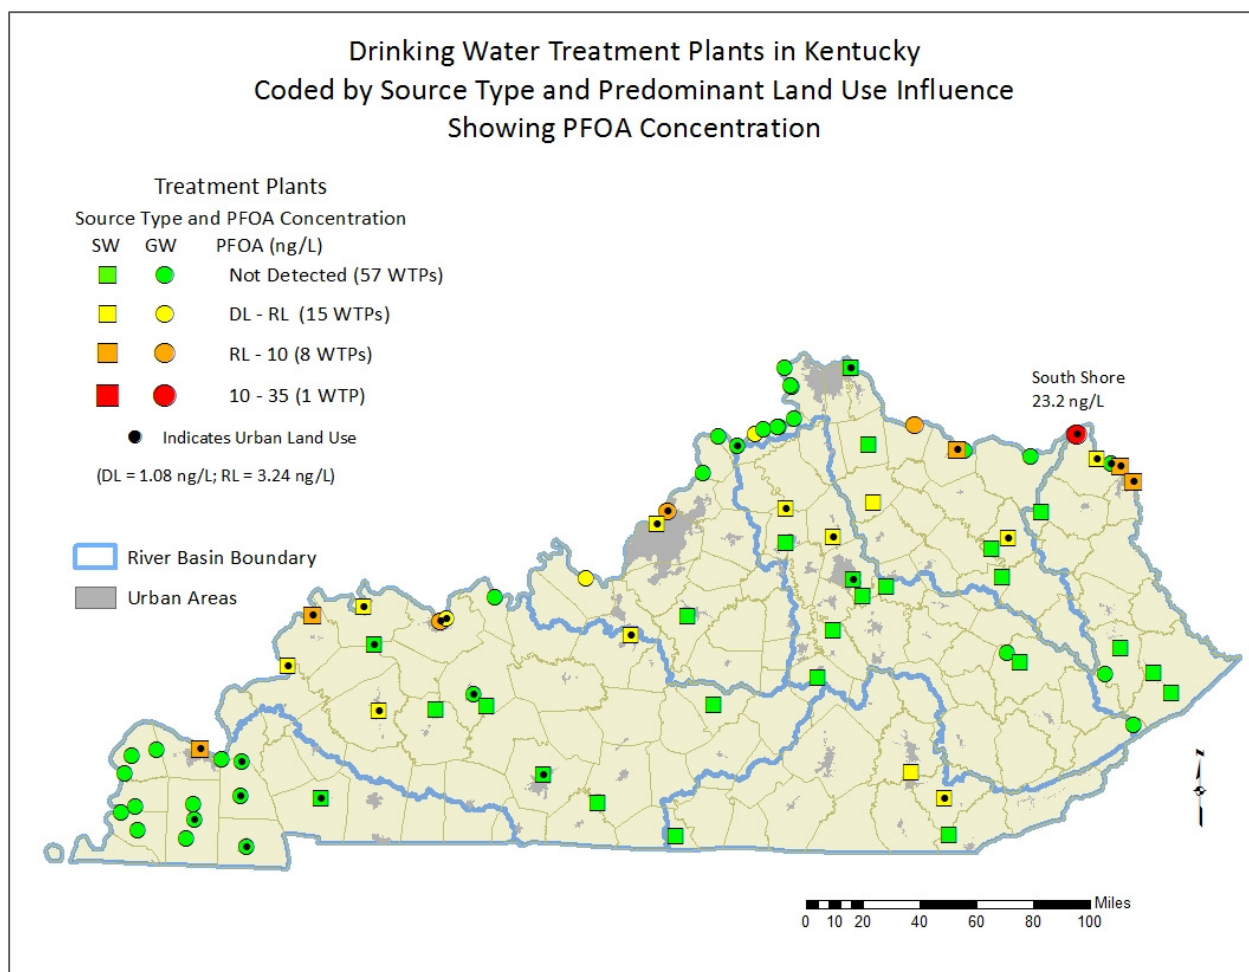 Drinking Water Treatment Plants in Kentucky
Coded by Source Type and Predominant Land Use Influence
Showing PFOA Concentration
Treatment Plants
Source Type and PFOA Concentration
SW GW PFOA (ng/L)
Not Detected (57 WTPs)
DL - RL (15 WTPs)
RL - 10 (8 WTPs)
10 - 35 (1 WTP)
Indicates Urban Land Use
(DL = 1.08 ng/L; RL = 3.24 ng/L)
River Basin Boundary
Urban Areas
South Shore
23.2 ng/L
N
Miles
0 5 10 20 40 60 80 100